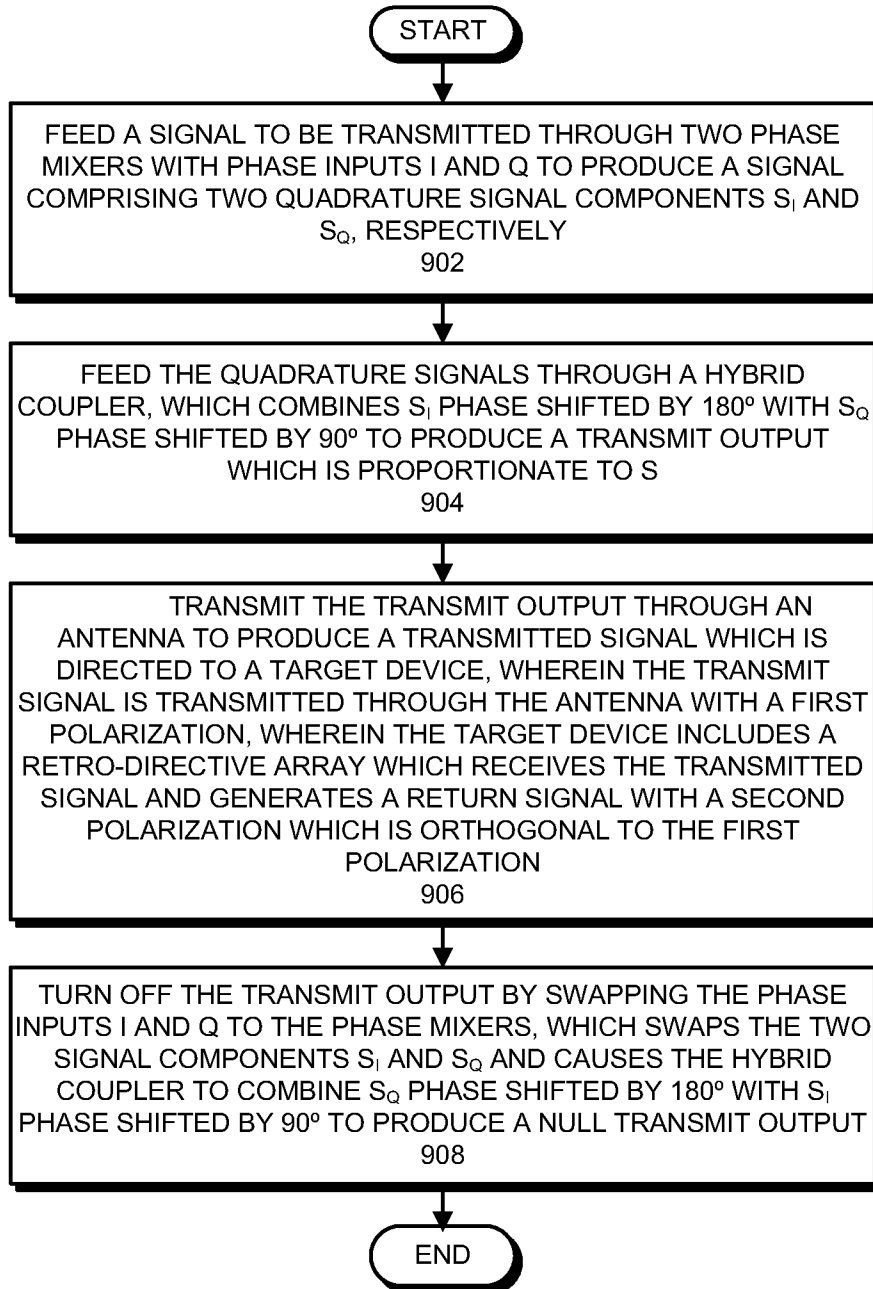 START
FEED A SIGNAL TO BE TRANSMITTED THROUGH TWO PHASE
MIXERS WITH PHASE INPUTS I AND Q TO PRODUCE A SIGNAL
COMPRISING TWO QUADRATURE SIGNAL COMPONENTS S_I AND
S_Q, RESPECTIVELY
902
FEED THE QUADRATURE SIGNALS THROUGH A HYBRID
COUPLER, WHICH COMBINES S_I PHASE SHIFTED BY 180º WITH S_Q
PHASE SHIFTED BY 90º TO PRODUCE A TRANSMIT OUTPUT
WHICH IS PROPORTIONATE TO S
904
TRANSMIT THE TRANSMIT OUTPUT THROUGH AN
ANTENNA TO PRODUCE A TRANSMITTED SIGNAL WHICH IS
DIRECTED TO A TARGET DEVICE, WHEREIN THE TRANSMIT
SIGNAL IS TRANSMITTED THROUGH THE ANTENNA WITH A FIRST
POLARIZATION, WHEREIN THE TARGET DEVICE INCLUDES A
RETRO-DIRECTIVE ARRAY WHICH RECEIVES THE TRANSMITTED
SIGNAL AND GENERATES A RETURN SIGNAL WITH A SECOND
POLARIZATION WHICH IS ORTHOGONAL TO THE FIRST
POLARIZATION
906
TURN OFF THE TRANSMIT OUTPUT BY SWAPPING THE PHASE
INPUTS I AND Q TO THE PHASE MIXERS, WHICH SWAPS THE TWO
SIGNAL COMPONENTS S_I AND S_Q AND CAUSES THE HYBRID
COUPLER TO COMBINE S_Q PHASE SHIFTED BY 180º WITH S_I
PHASE SHIFTED BY 90º TO PRODUCE A NULL TRANSMIT OUTPUT
908
END